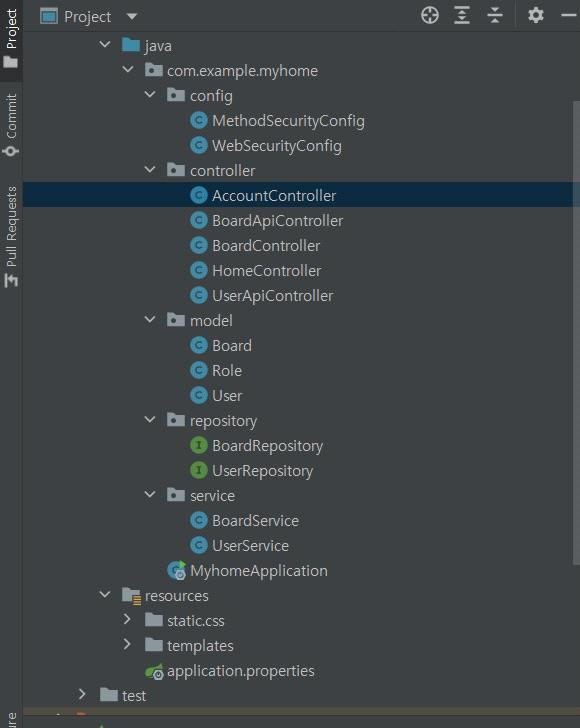 Project
Project
Commit
Pull Requests
java
com.example.myhome
config
MethodSecurityConfig
WebSecurityConfig
controller
AccountController
BoardApiController
BoardController
HomeController
UserApiController
model
Board
Role
User
repository
BoardRepository
UserRepository
service
BoardService
UserService
MyhomeApplication
resources
static.css
templates
application.properties
test